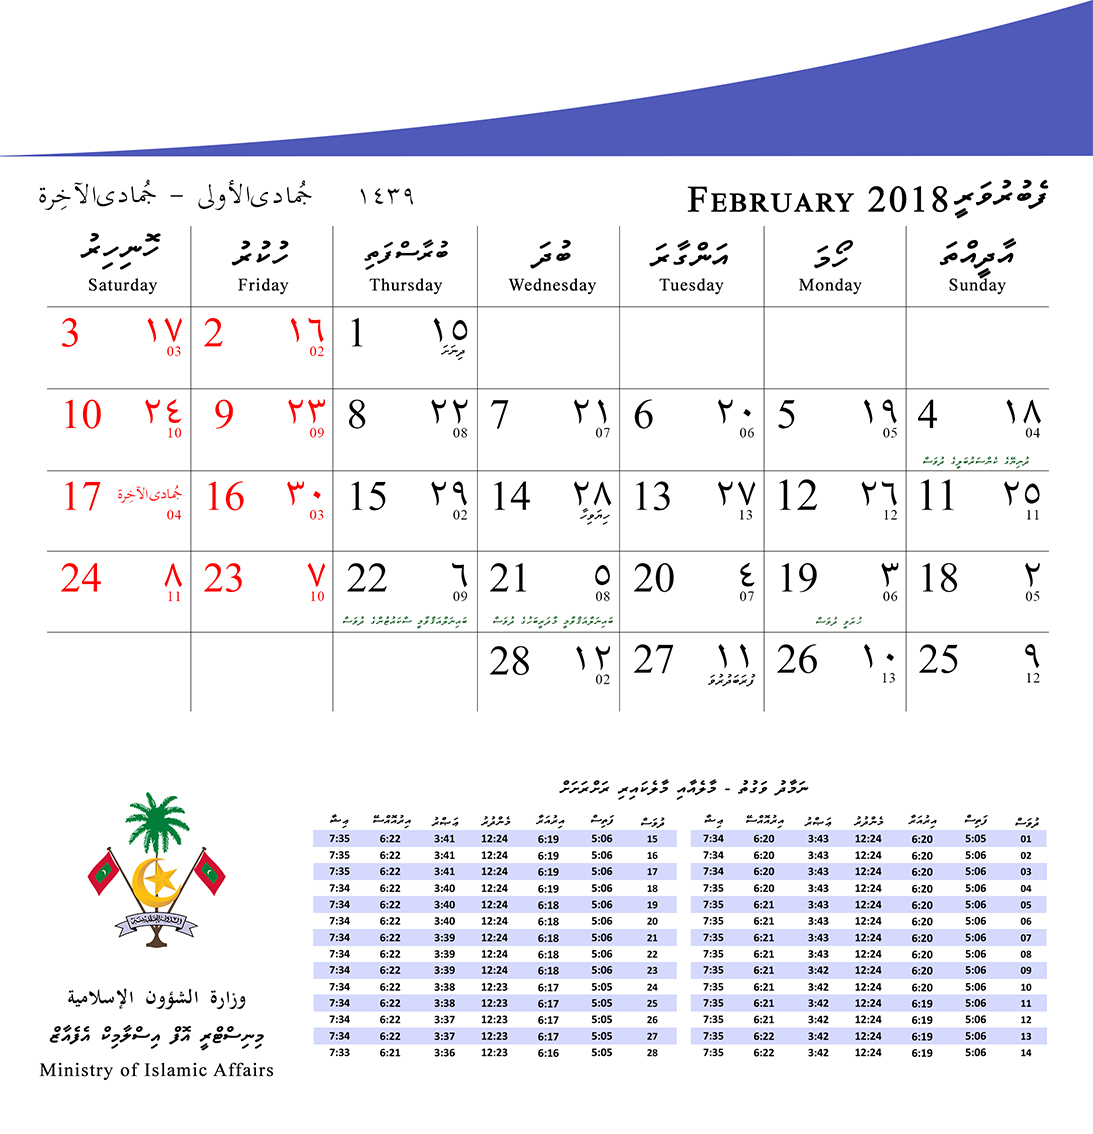 ފެބުރުވަރީ FEBRUARY 2018 ١٤٣٩ جُمادى الأولى – جُمادى الآخِرة
އާދީއްތަ ހޯމަ އަންގާރަ ބުދަ ބުރާސްފަތި ހުކުރު ހޮނިހިރު
Sunday Monday Tuesday Wednesday Thursday Friday Saturday
1 ١٥ 2 ١٦ 3 ١٧
ދިނަށަ 02 03
4 ١٨ 5 ١٩ 6 ٢٠ 7 ٢١ 8 ٢٢ 9 ٢٣ 10 ٢٤
04 05 06 07 08 09 10
ދުނިޔޭގެ ކެންސަރުބަލީގެ ދުވަސް
11 ٢٥ 12 ٢٦ 13 ٢٧ 14 ٢٨ 15 ٢٩ 16 ٣٠ 17 جُمادى الآخِرة
11 12 13 ހިޔަވިހާ 02 03 04
18 ٢ 19 ٣ 20 ٤ 21 ٥ 22 ٦ 23 ٧ 24 ٨
05 06 07 08 09 10 11
ހުރަވީ ދުވަސް ބައިނަލްއަޤްވާމީ މާދަރީބަހުގެ ދުވަސް ބައިނަލްއަޤްވާމީ ސްކައުޓުންގެ ދުވަސް
25 ٩ 26 ١٠ 27 ١١ 28 ١٢
12 13 ފުރަބަދުރުވަ 02
ނަމާދު ވަގުތު - މާލެއާއި މާލެކައިރި ރަށްރަށަށް
ދުވަސް ފަތިސް އިރުއަރާ މެންދުރު ޢަޞްރު އިރުއޮއްސޭ ޢިޝާ
01 5:05 6:20 12:24 3:43 6:20 7:34
02 5:06 6:20 12:24 3:43 6:20 7:34
03 5:06 6:20 12:24 3:43 6:20 7:34
04 5:06 6:20 12:24 3:43 6:20 7:35
05 5:06 6:20 12:24 3:43 6:21 7:35
06 5:06 6:20 12:24 3:43 6:21 7:35
07 5:06 6:20 12:24 3:43 6:21 7:35
08 5:06 6:20 12:24 3:43 6:21 7:35
09 5:06 6:20 12:24 3:42 6:21 7:35
10 5:06 6:20 12:24 3:42 6:21 7:35
11 5:06 6:19 12:24 3:42 6:21 7:35
12 5:06 6:19 12:24 3:42 6:21 7:35
13 5:06 6:19 12:24 3:42 6:21 7:35
14 5:06 6:19 12:24 3:42 6:22 7:35
ދުވަސް ފަތިސް އިރުއަރާ މެންދުރު ޢަޞްރު އިރުއޮއްސޭ ޢިޝާ
15 5:06 6:19 12:24 3:41 6:22 7:35
16 5:06 6:19 12:24 3:41 6:22 7:35
17 5:06 6:19 12:24 3:41 6:22 7:35
18 5:06 6:19 12:24 3:40 6:22 7:34
19 5:06 6:18 12:24 3:40 6:22 7:34
20 5:06 6:18 12:24 3:40 6:22 7:34
21 5:06 6:18 12:24 3:39 6:22 7:34
22 5:06 6:18 12:24 3:39 6:22 7:34
23 5:06 6:18 12:24 3:39 6:22 7:34
24 5:05 6:17 12:23 3:38 6:22 7:34
25 5:05 6:17 12:23 3:38 6:22 7:34
26 5:05 6:17 12:23 3:37 6:22 7:34
27 5:05 6:17 12:23 3:37 6:22 7:34
28 5:05 6:16 12:23 3:36 6:21 7:33
وزارة الشؤون الإسلامية
މިނިސްޓްރީ އޮފް އިސްލާމިކް އެފެއާޒް
Ministry of Islamic Affairs